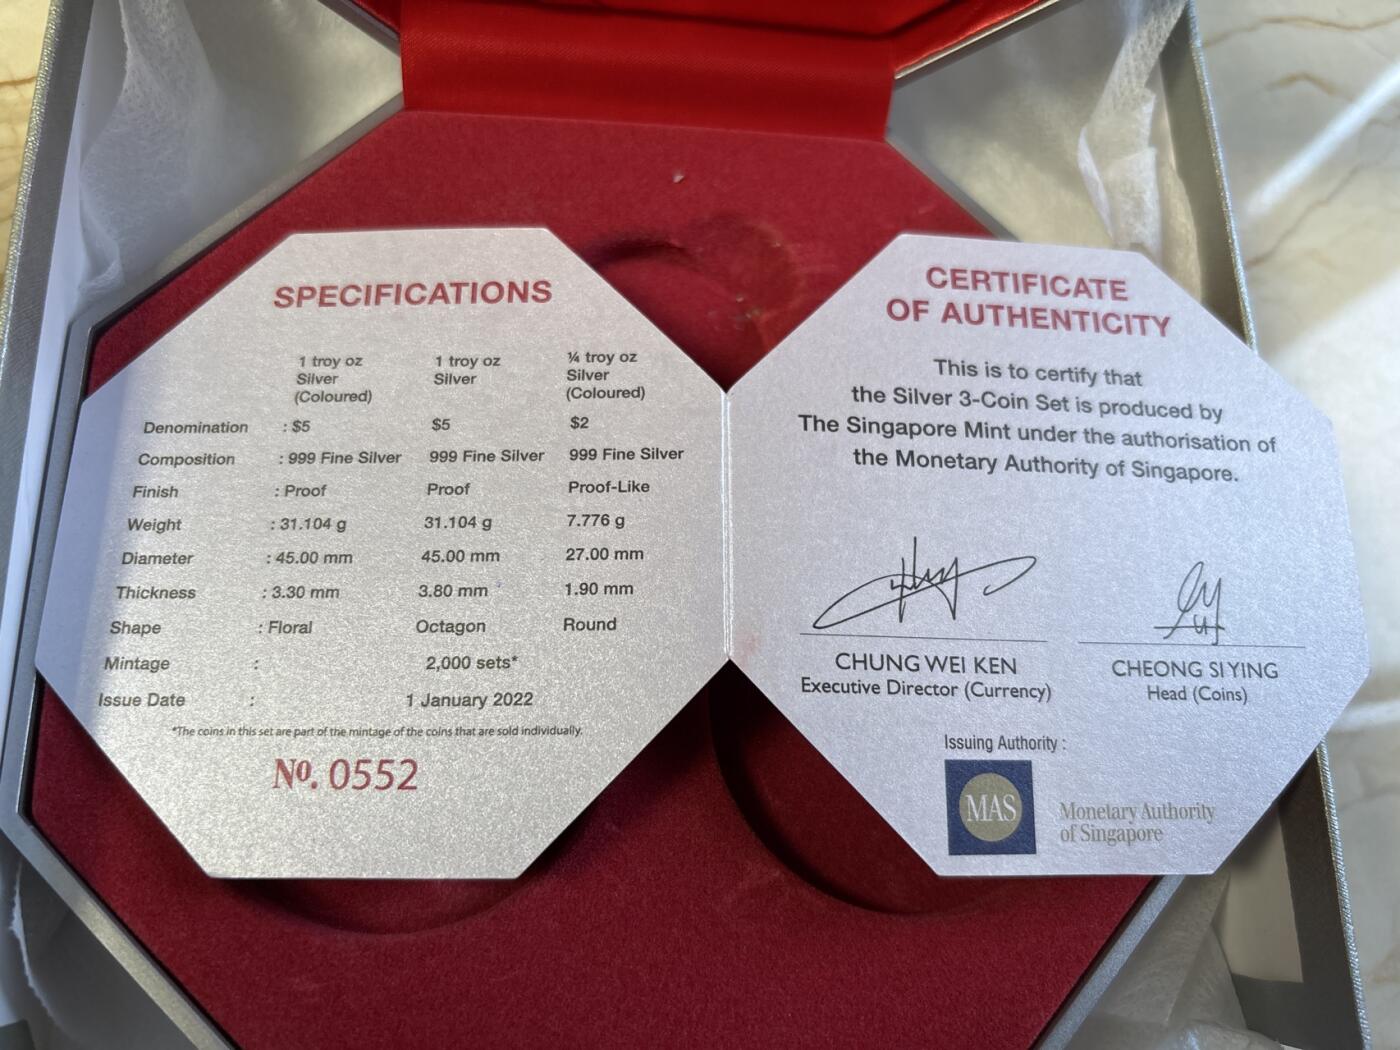 SPECIFICATIONS
1 troy oz Silver (Coloured) 1 troy oz Silver ¼ troy oz Silver (Coloured)
Denomination : $5 $5 $2
Composition : 999 Fine Silver 999 Fine Silver 999 Fine Silver
Finish : Proof Proof Proof-Like
Weight : 31.104 g 31.104 g 7.776 g
Diameter : 45.00 mm 45.00 mm 27.00 mm
Thickness : 3.30 mm 3.80 mm 1.90 mm
Shape : Floral Octagon Round
Mintage : 2,000 sets*
Issue Date : 1 January 2022
*The coins in this set are part of the mintage of the coins that are sold individually.
No. 0552
CERTIFICATE
OF AUTHENTICITY
This is to certify that
the Silver 3-Coin Set is produced by
The Singapore Mint under the authorisation of
the Monetary Authority of Singapore.
CHUNG WEI KEN
Executive Director (Currency)
CHEONG SI YING
Head (Coins)
Issuing Authority :
MAS
Monetary Authority
of Singapore